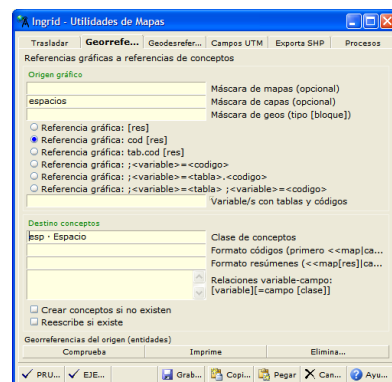 Ingrid - Utilidades de Mapas
Trasladar Georrefe... Geodesrefer... Campos UTM Exporta SHP Procesos
Referencias gráficas a referencias de conceptos
Origen gráfico
Máscara de mapas (opcional)
espacios Máscara de capas (opcional)
Máscara de geos (tipo [bloque])
Referencia gráfica: [res]
Referencia gráfica: cod [res]
Referencia gráfica: tab.cod [res]
Referencia gráfica: ;<variable>=<codigo>
Referencia gráfica: ;<variable>=<tabla>.<codigo>
Referencia gráfica: ;<variable>=<tabla> ;<variable>=<codigo>
Variable/s con tablas y códigos
Destino conceptos
esp - Espacio Clase de conceptos
Formato códigos (primero <<map|ca...
Formato resúmenes (<<map[res]|ca...
Relaciones variable-campo:
[variable][=campo [clase]]
Crear conceptos si no existen
Reescribe si existe
Georreferencias del origen (entidades)
Comprueba Imprime Elimina...
PRU... EJE... Grab... Copi... Pegar Can... Ayu...